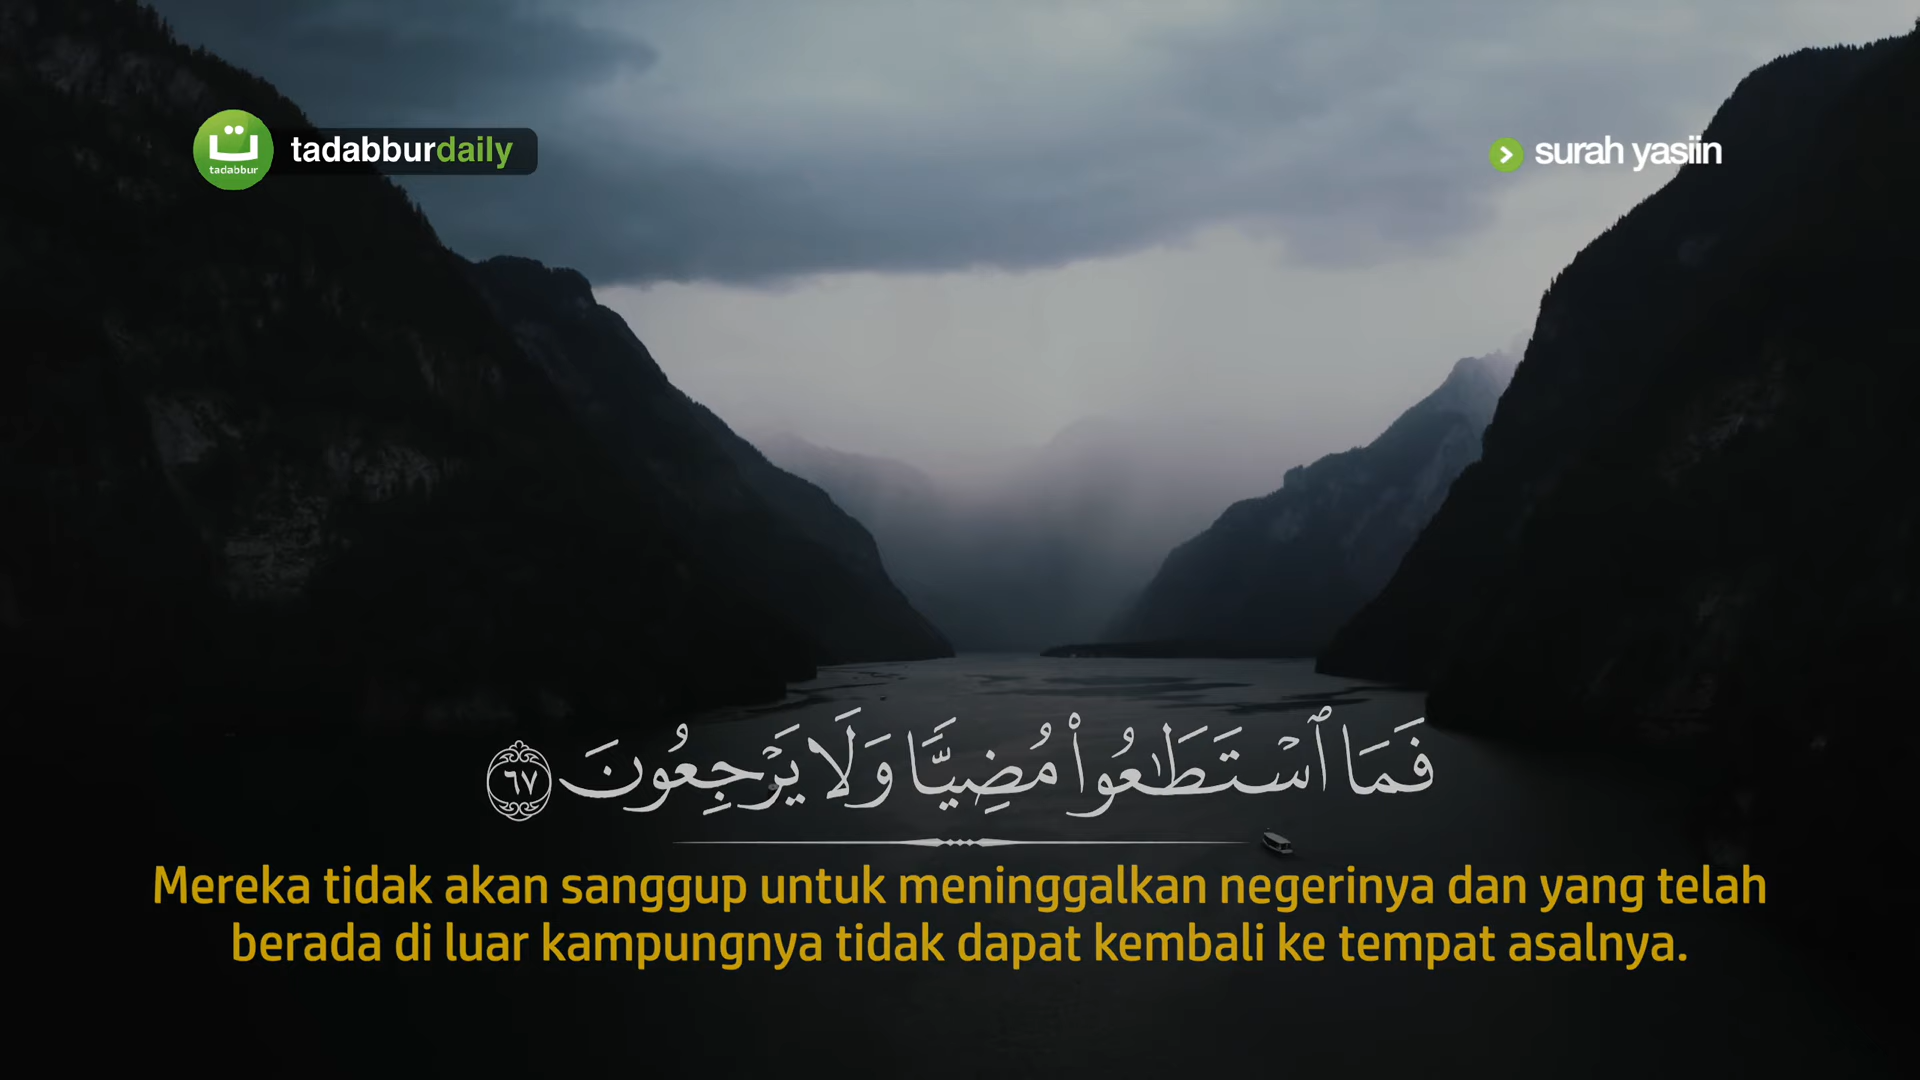 ت
tadabbur
tadabburdaily
surah yasiin
فَمَا ٱسْتَطَٰعُوا۟ مُضِيًّا وَلَا يَرْجِعُونَ ٦٧
Mereka tidak akan sanggup untuk meninggalkan negerinya dan yang telah
berada di luar kampungnya tidak dapat kembali ke tempat asalnya.